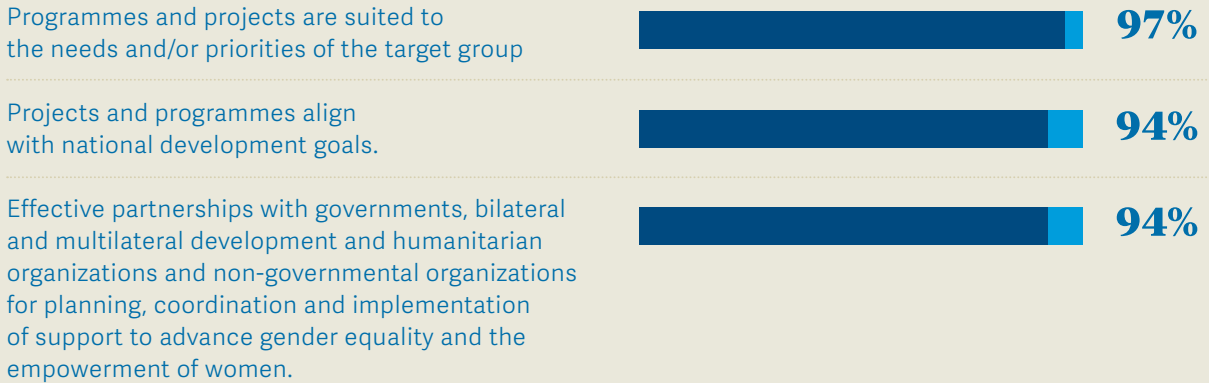 Programmes and projects are suited to
the needs and/or priorities of the target group
97%
Projects and programmes align
with national development goals.
94%
Effective partnerships with governments, bilateral
and multilateral development and humanitarian
organizations and non-governmental organizations
for planning, coordination and implementation
of support to advance gender equality and the
empowerment of women.
94%